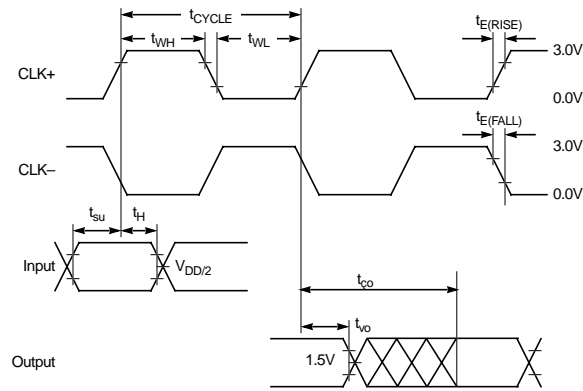 tCYCLE
tWH
tWL
tE(RISE)
CLK+
3.0V
0.0V
tE(FALL)
CLK–
3.0V
0.0V
tsu
tH
Input
VDD/2
tco
tvo
1.5V
Output